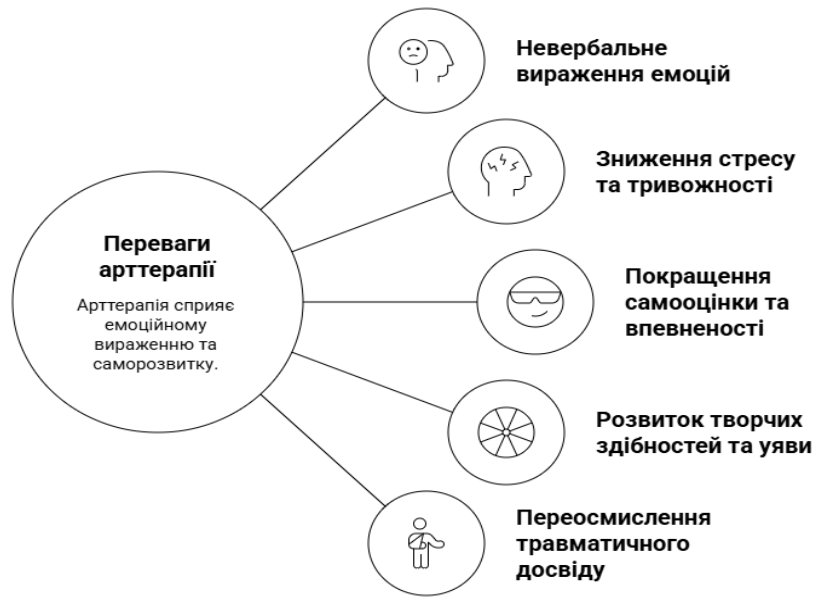 Невербальне
вираження емоцій
Зниження стресу
та тривожності
Переваги
арттерапії
Арттерапія сприяє
емоційному
вираженню та
саморозвитку.
Покращення
самооцінки та
впевненості
Розвиток творчих
здібностей та уяви
Переосмислення
травматичного
досвіду